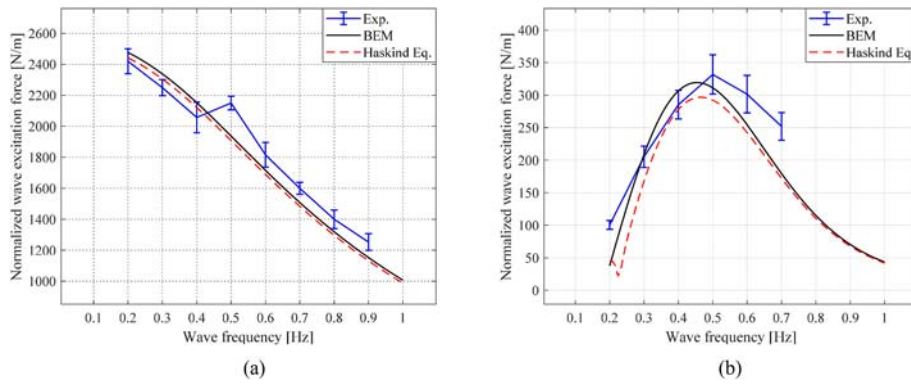 Normalized wave excitation force [N/m]
2600
2400
2200
2000
1800
1600
1400
1200
1000
Exp.
BEM
Haskind Eq.
0.1 0.2 0.3 0.4 0.5 0.6 0.7 0.8 0.9 1
Wave frequency [Hz]
(a)
Normalized wave excitation force [N/m]
400
350
300
250
200
150
100
50
0
Exp.
BEM
Haskind Eq.
0.1 0.2 0.3 0.4 0.5 0.6 0.7 0.8 0.9 1
Wave frequency [Hz]
(b)